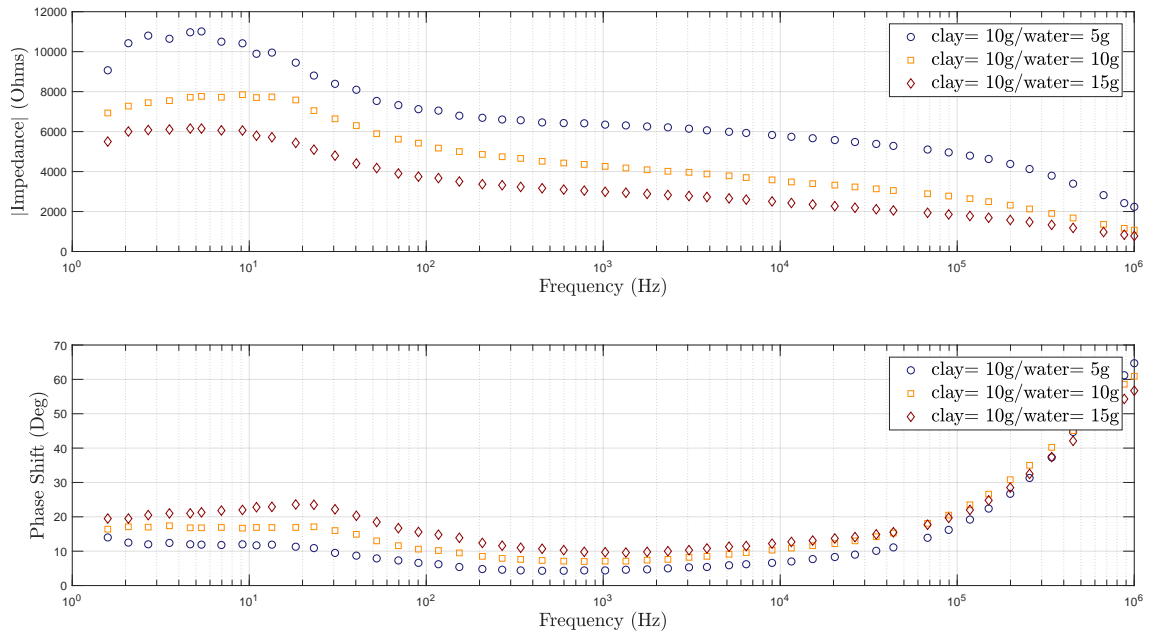 12000
10000
8000
6000
4000
2000
0
|Impedance| (Ohms)
clay= 10g/water= 5g
clay= 10g/water= 10g
clay= 10g/water= 15g
10^0 10^1 10^2 10^3 10^4 10^5 10^6
Frequency (Hz)
70
60
50
40
30
20
10
0
Phase Shift (Deg)
clay= 10g/water= 5g
clay= 10g/water= 10g
clay= 10g/water= 15g
10^0 10^1 10^2 10^3 10^4 10^5 10^6
Frequency (Hz)